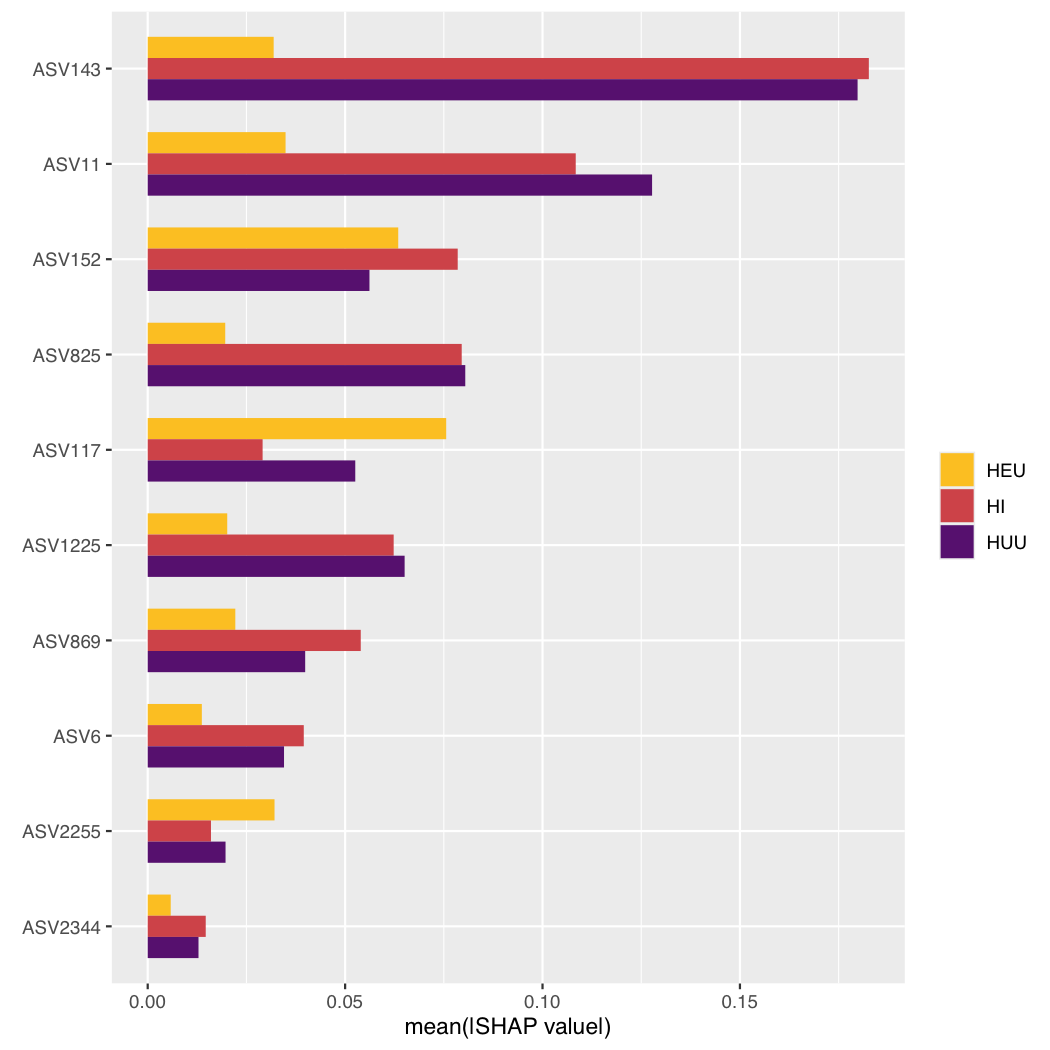 ASV143
ASV11
ASV152
ASV825
ASV117
ASV1225
ASV869
ASV6
ASV2255
ASV2344
0.00 0.05 0.10 0.15
mean(|SHAP value|)
HEU
HI
HUU